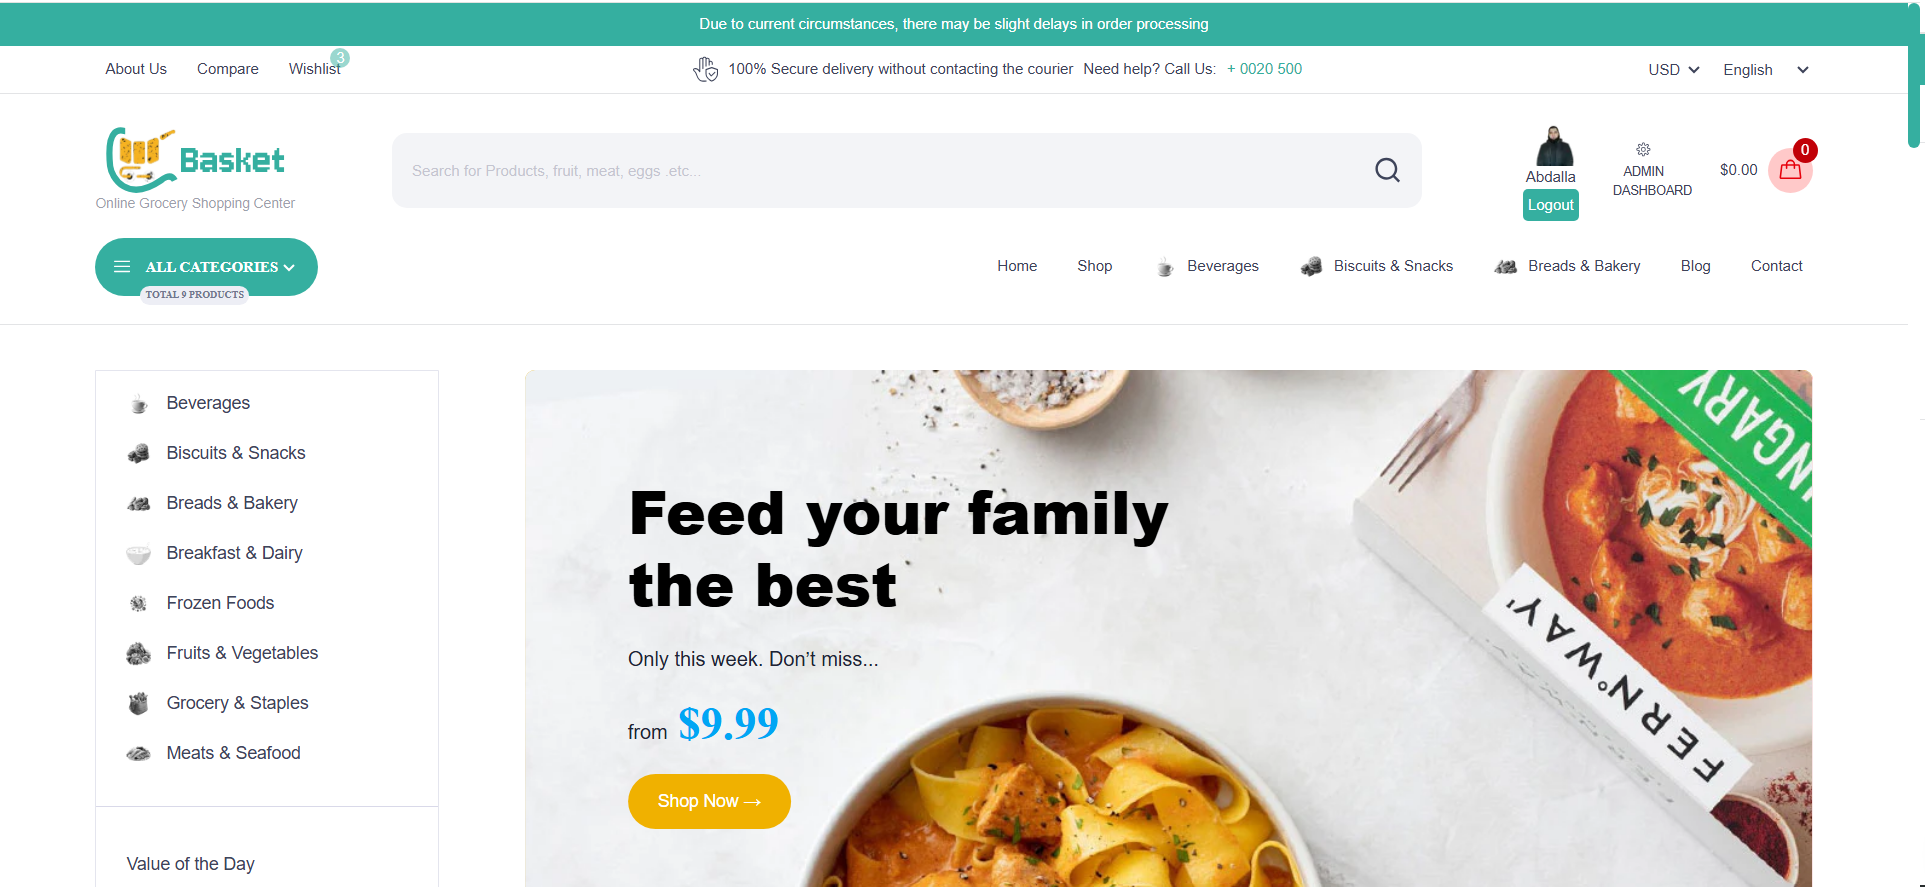 Due to current circumstances, there may be slight delays in order processing
About Us Compare Wishlist 3
100% Secure delivery without contacting the courier Need help? Call Us: + 0020 500
USD English
Basket
Online Grocery Shopping Center
Search for Products, fruit, meat, eggs .etc...
Abdalla
Logout
ADMIN
DASHBOARD
$0.00 0
ALL CATEGORIES
TOTAL 9 PRODUCTS
Home Shop Beverages Biscuits & Snacks Breads & Bakery Blog Contact
Beverages
Biscuits & Snacks
Breads & Bakery
Breakfast & Dairy
Frozen Foods
Fruits & Vegetables
Grocery & Staples
Meats & Seafood
Value of the Day
Feed your family
the best
Only this week. Don’t miss...
from $9.99
Shop Now →
NGARY
FERN°WAY'